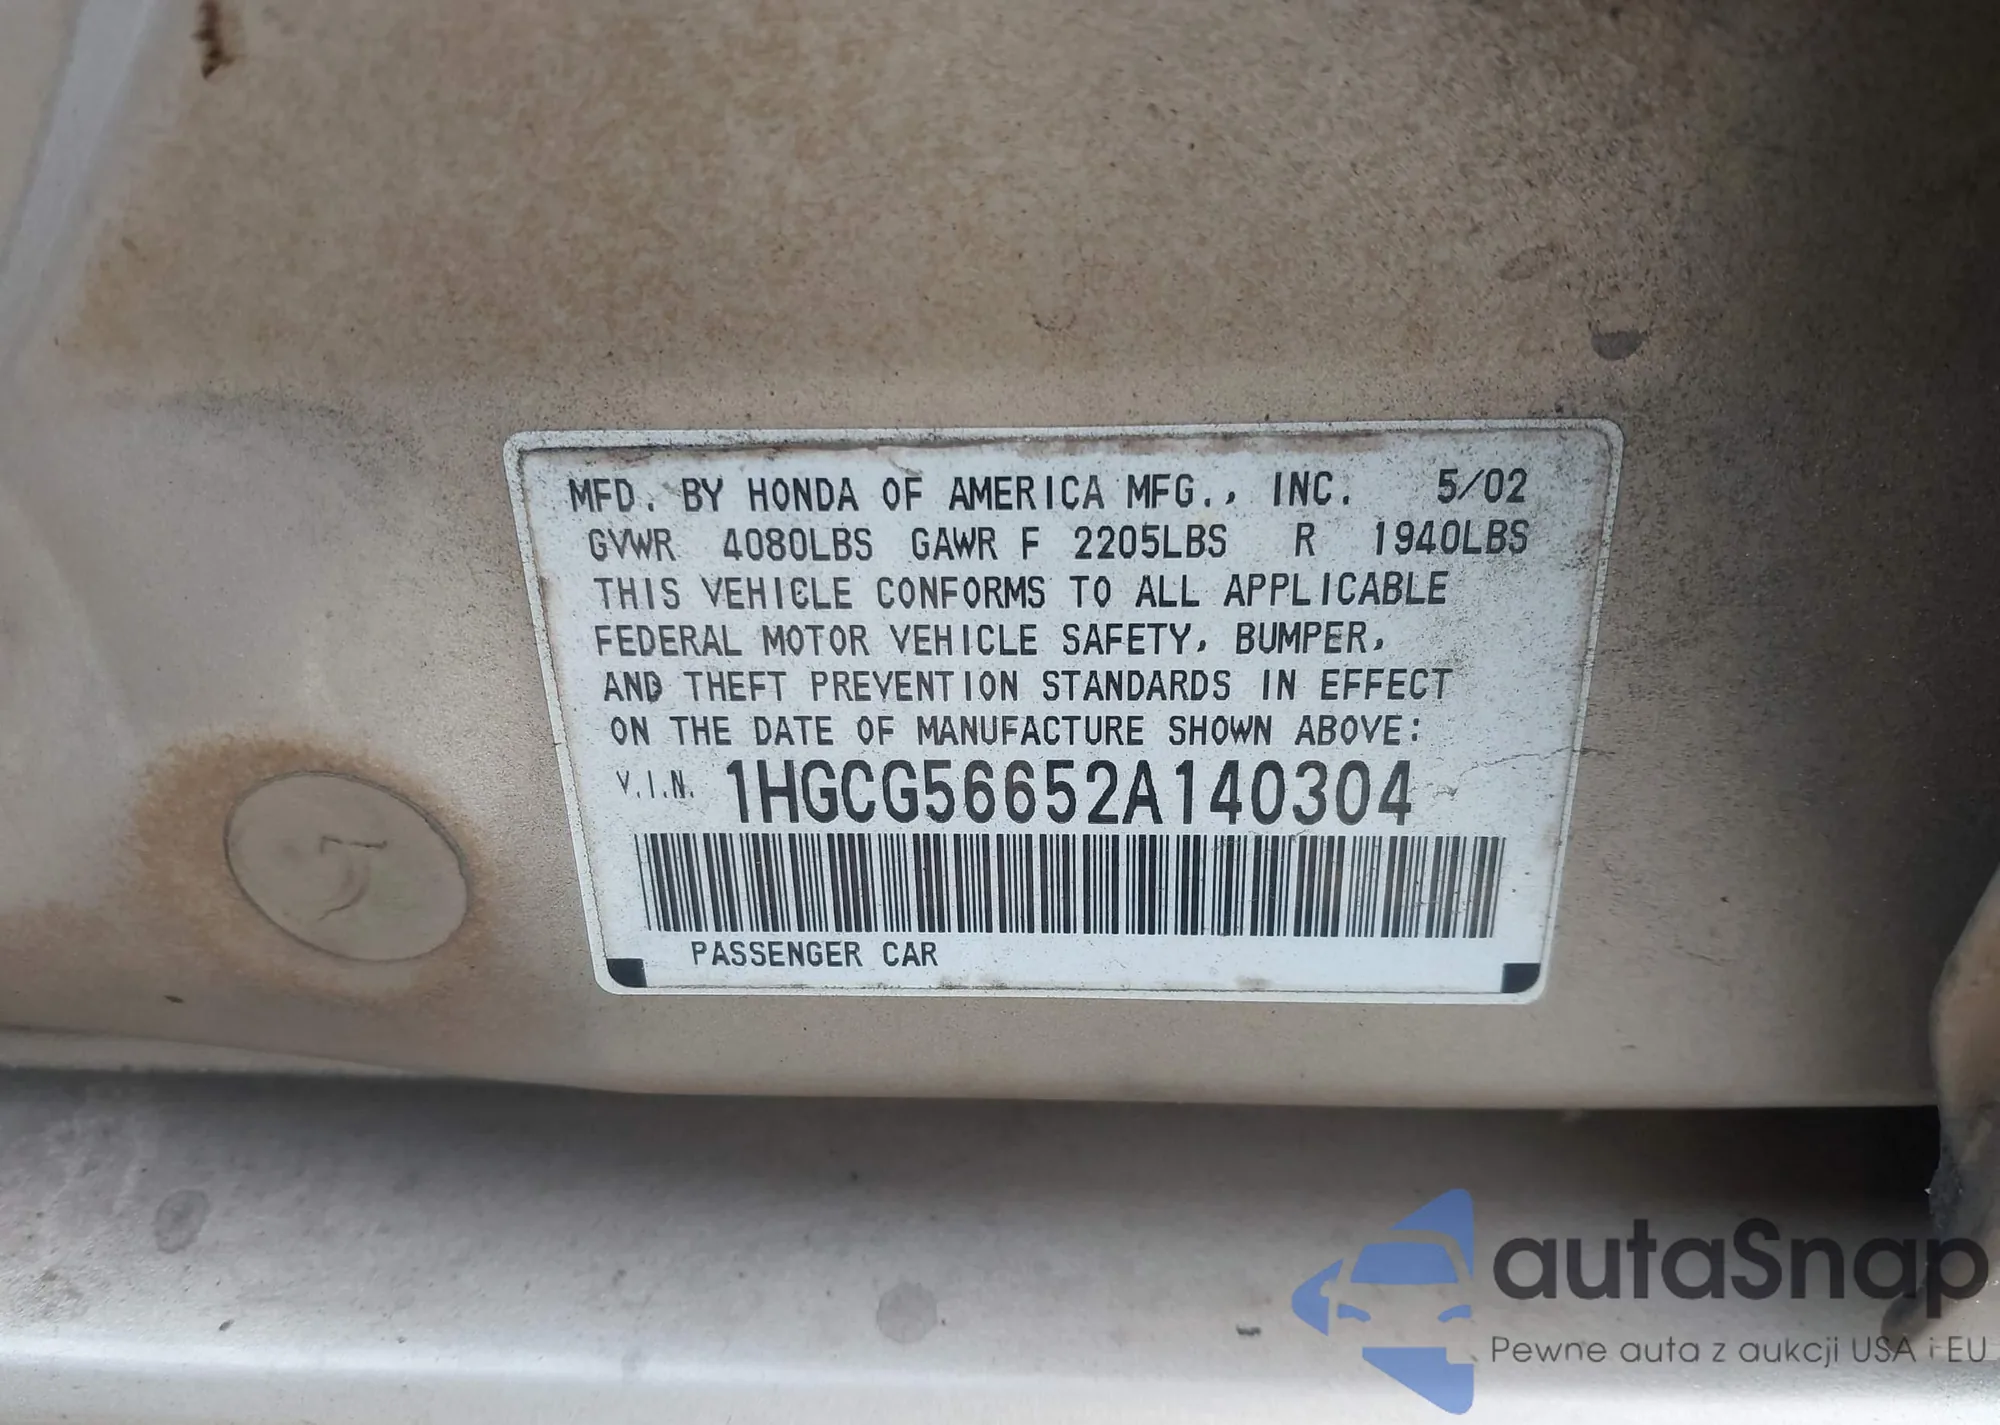 MFD. BY HONDA OF AMERICA MFG., INC. 5/02
GVWR 4080LBS GAWR F 2205LBS R 1940LBS
THIS VEHICLE CONFORMS TO ALL APPLICABLE
FEDERAL MOTOR VEHICLE SAFETY, BUMPER,
AND THEFT PREVENTION STANDARDS IN EFFECT
ON THE DATE OF MANUFACTURE SHOWN ABOVE:
V.I.N. 1HGCG56652A140304
PASSENGER CAR
autaSnap
Pewne auta z aukcji USA i EU